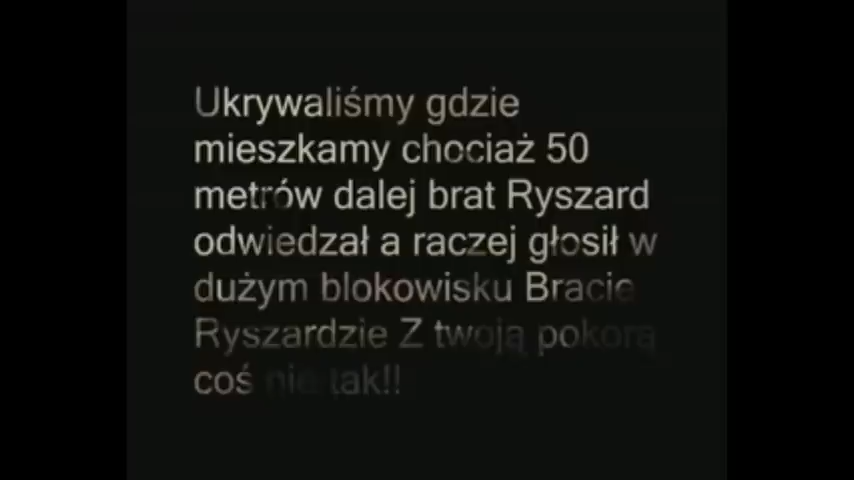 Ukrywaliśmy gdzie
mieszkamy chociaż 50
metrów dalej brat Ryszard
odwiedzał a raczej głosił w
dużym blokowisku Bracie
Ryszardzie Z twoją pokorą
coś nie tak!!